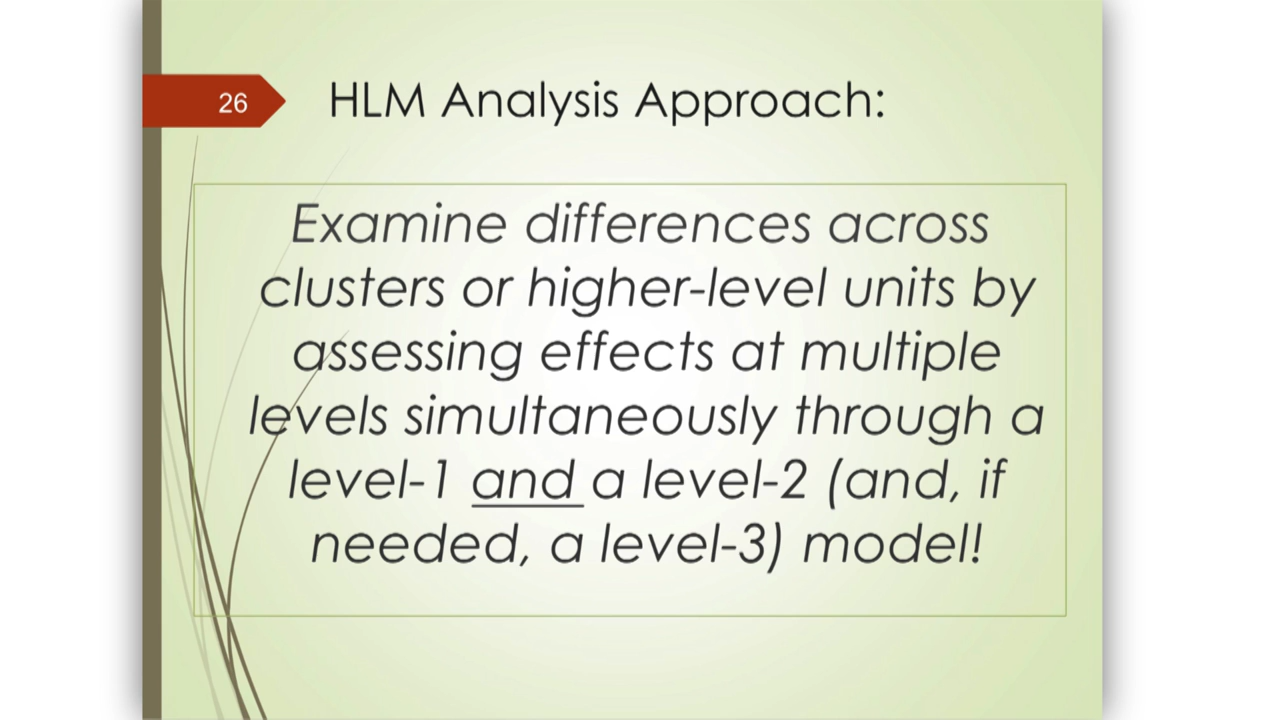 26
HLM Analysis Approach:
Examine differences across
clusters or higher-level units by
assessing effects at multiple
levels simultaneously through a
level-1 and a level-2 (and, if
needed, a level-3) model!